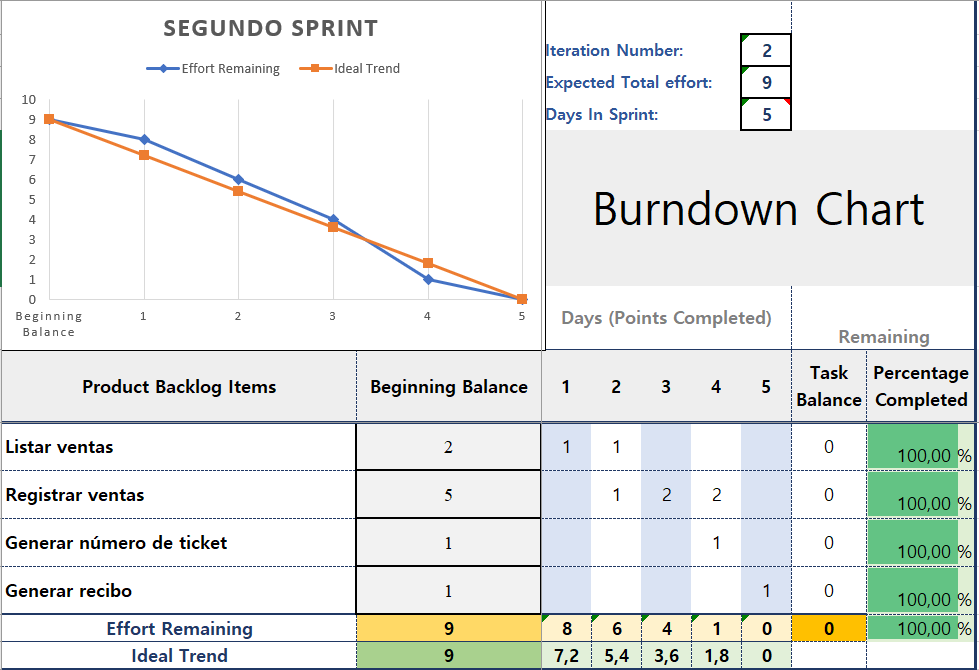 SEGUNDO SPRINT
Effort Remaining Ideal Trend
10
9
8
7
6
5
4
3
2
1
0
Beginning Balance 1 2 3 4 5
Iteration Number: 2
Expected Total effort: 9
Days In Sprint: 5
Burndown Chart
Days (Points Completed)
Remaining
Product Backlog Items Beginning Balance 1 2 3 4 5 Task Balance Percentage Completed
Listar ventas 2 1 1 0 100,00 %
Registrar ventas 5 1 2 2 0 100,00 %
Generar número de ticket 1 1 0 100,00 %
Generar recibo 1 1 0 100,00 %
Effort Remaining 9 8 6 4 1 0 0 100,00 %
Ideal Trend 9 7,2 5,4 3,6 1,8 0